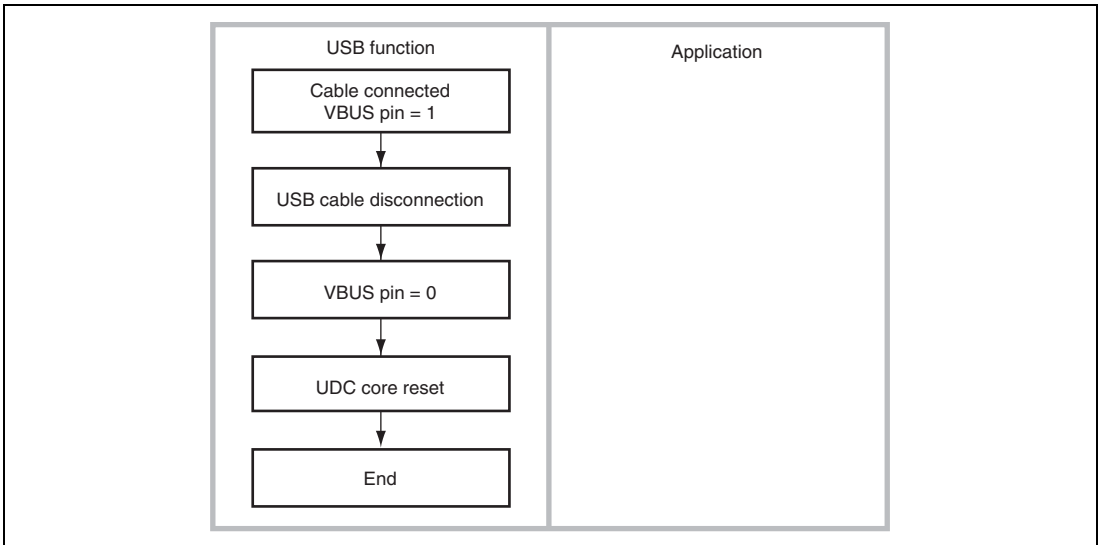 USB function
Application
Cable connected
VBUS pin = 1
USB cable disconnection
VBUS pin = 0
UDC core reset
End